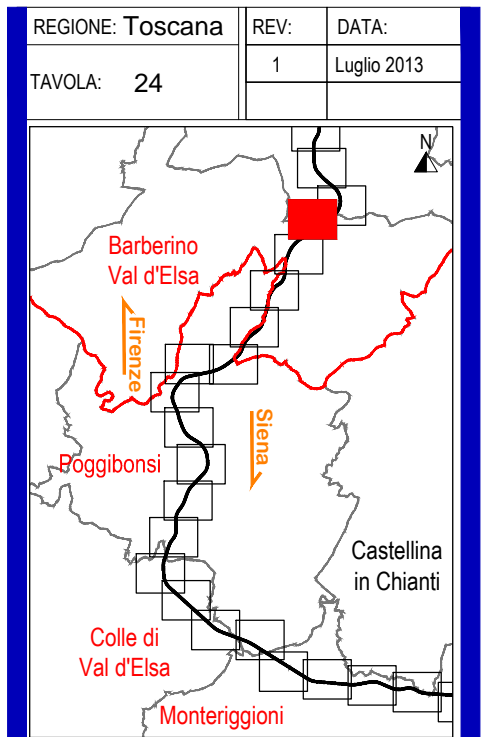 REGIONE: Toscana
REV:
DATA:
TAVOLA: 24
1
Luglio 2013
N
Barberino
Val d'Elsa
Firenze
Siena
Poggibonsi
Castellina
in Chianti
Colle di
Val d'Elsa
Monteriggioni